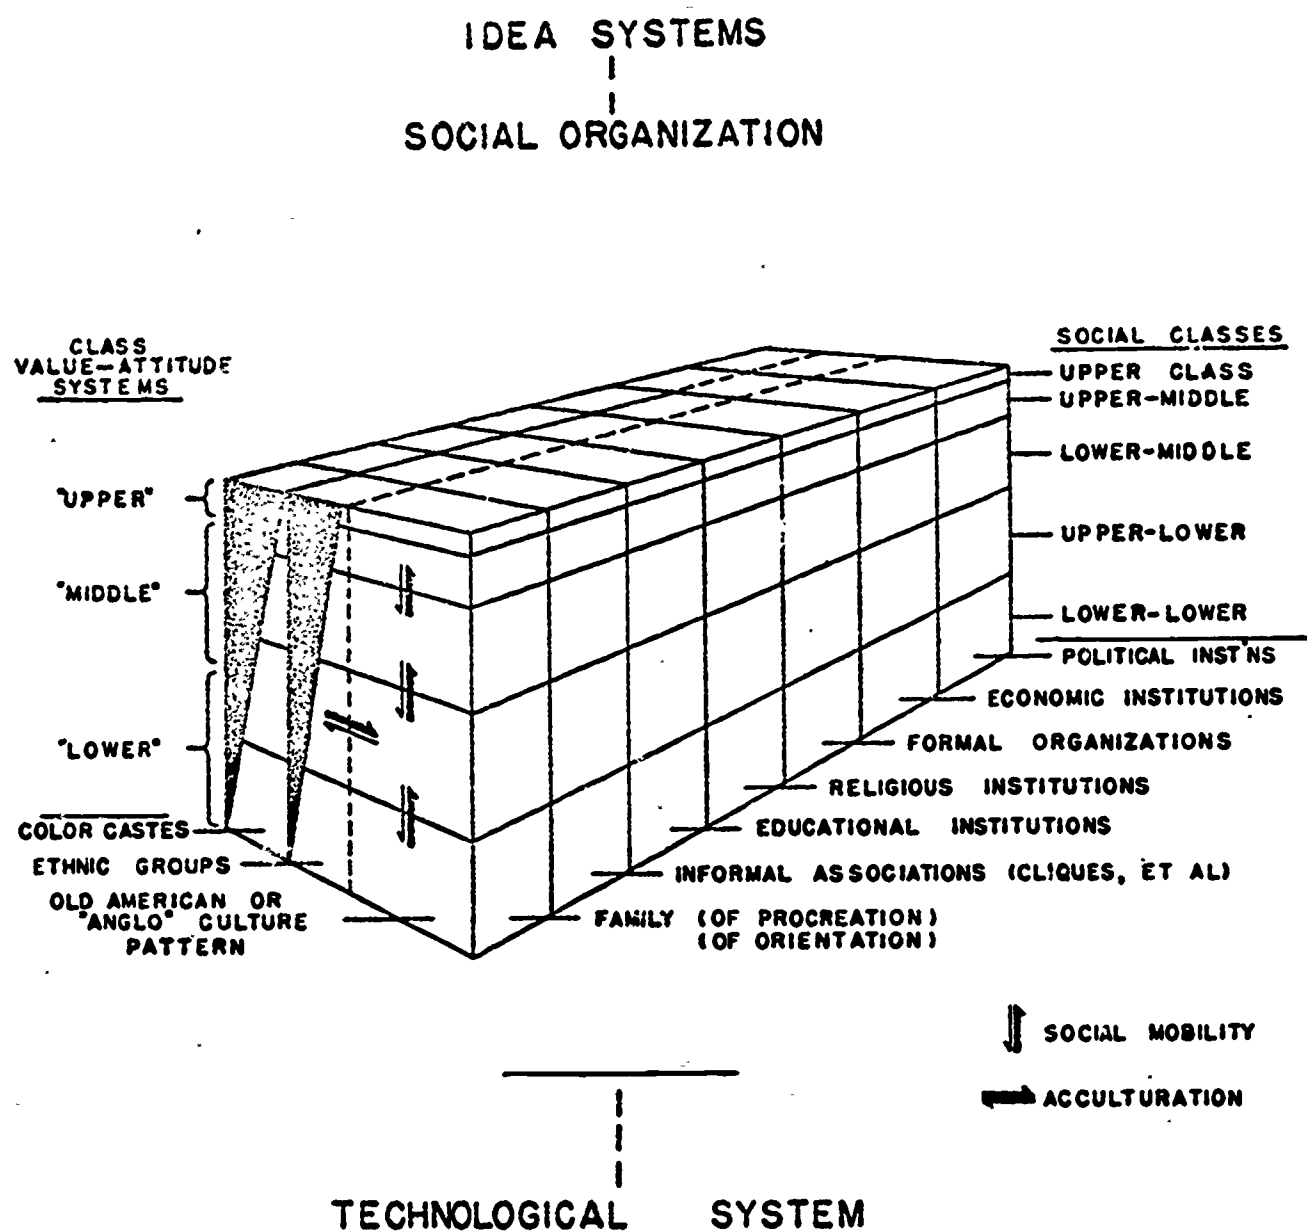 IDEA SYSTEMS
SOCIAL ORGANIZATION
CLASS
VALUE-ATTITUDE
SYSTEMS
"UPPER"
"MIDDLE"
"LOWER"
COLOR CASTES
ETHNIC GROUPS
OLD AMERICAN OR
"ANGLO" CULTURE
PATTERN
SOCIAL CLASSES
UPPER CLASS
UPPER-MIDDLE
LOWER-MIDDLE
UPPER-LOWER
LOWER-LOWER
POLITICAL INST'NS
ECONOMIC INSTITUTIONS
FORMAL ORGANIZATIONS
RELIGIOUS INSTITUTIONS
EDUCATIONAL INSTITUTIONS
INFORMAL ASSOCIATIONS (CLIQUES, ET AL)
FAMILY (OF PROCREATION)
(OF ORIENTATION)
SOCIAL MOBILITY
ACCULTURATION
TECHNOLOGICAL SYSTEM